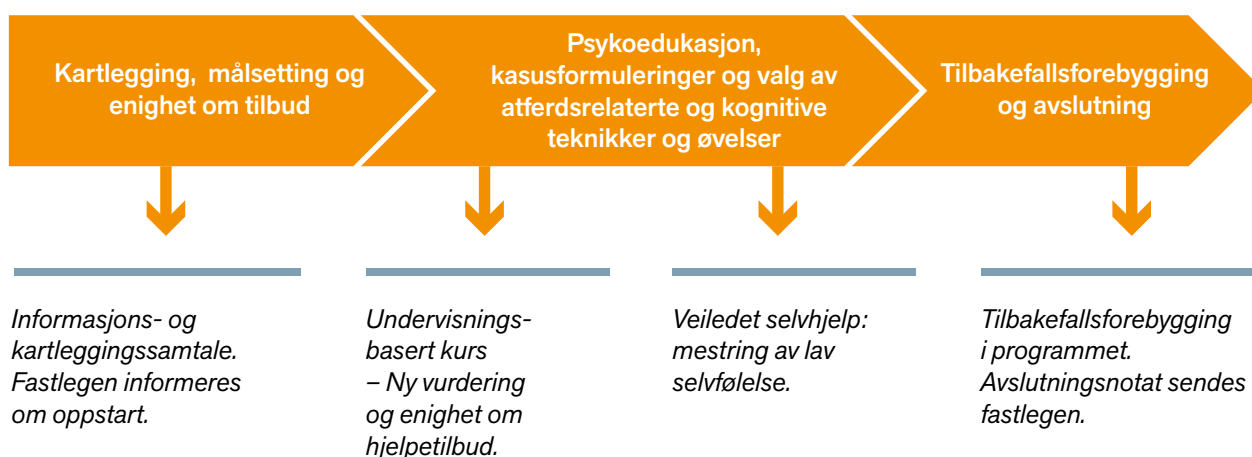 Kartlegging, målsetting og
enighet om tilbud
Psykoedukasjon,
kasusformuleringer og valg av
atferdsrelaterte og kognitive
teknikker og øvelser
Tilbakefallsforebygging
og avslutning
Informasjons- og
kartleggingssamtale.
Fastlegen informeres
om oppstart.
Undervisnings-
basert kurs
– Ny vurdering
og enighet om
hjelpetilbud.
Veiledet selvhjelp:
mestring av lav
selvfølelse.
Tilbakefallsforebygging
i programmet.
Avslutningsnotat sendes
fastlegen.